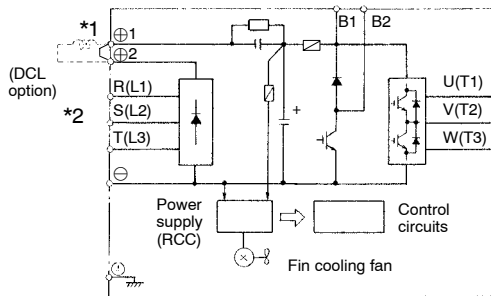 B1 B2
*1
⊕1
⊕2
(DCL
option)
*2
R(L1)
S(L2)
T(L3)
U(T1)
V(T2)
W(T3)
+
⊖
Power
supply
(RCC)
Control
circuits
Fin cooling fan